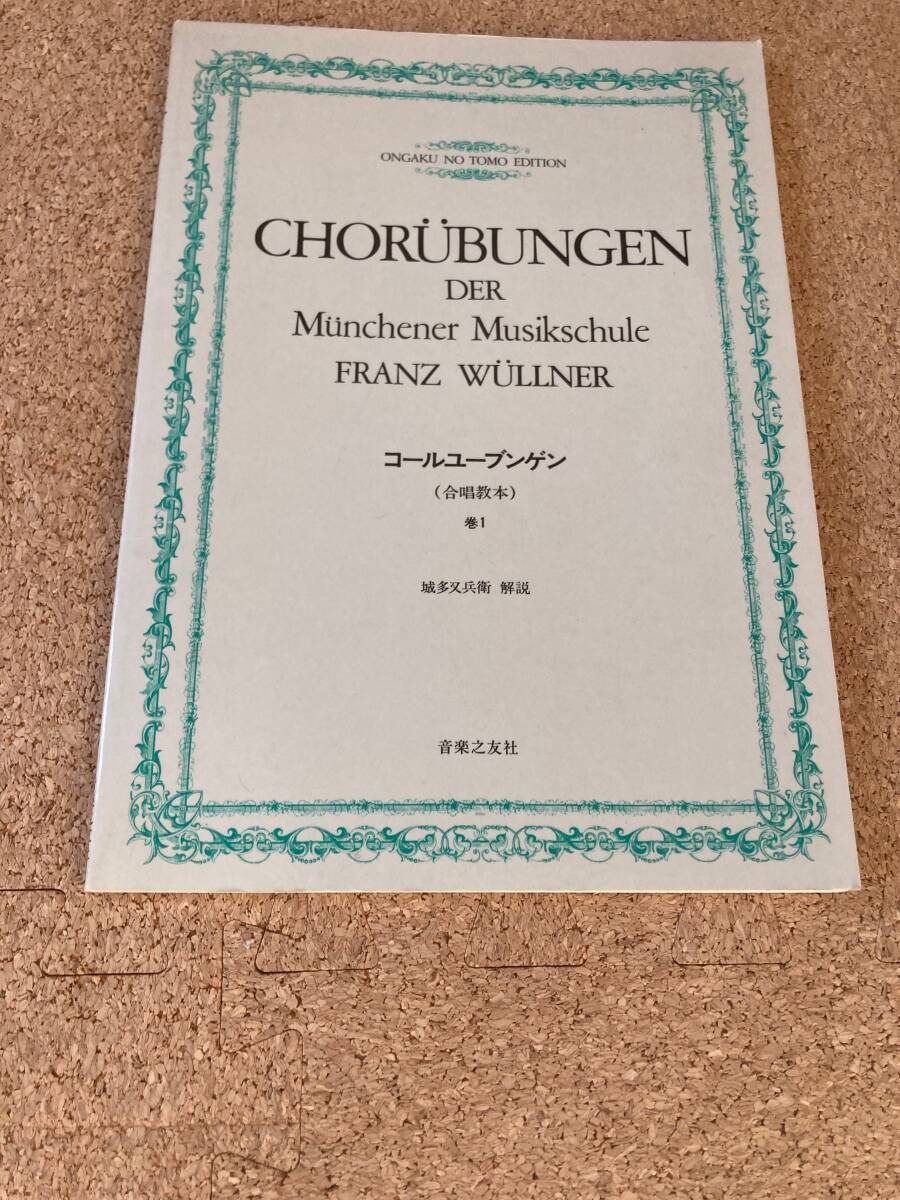 ONGAKU NO TOMO EDITION
CHORÜBUNGEN
DER
Münchener Musikschule
FRANZ WÜLLNER
コールユーブンゲン
(合唱教本)
巻1
城多又兵衛 解説
音楽之友社